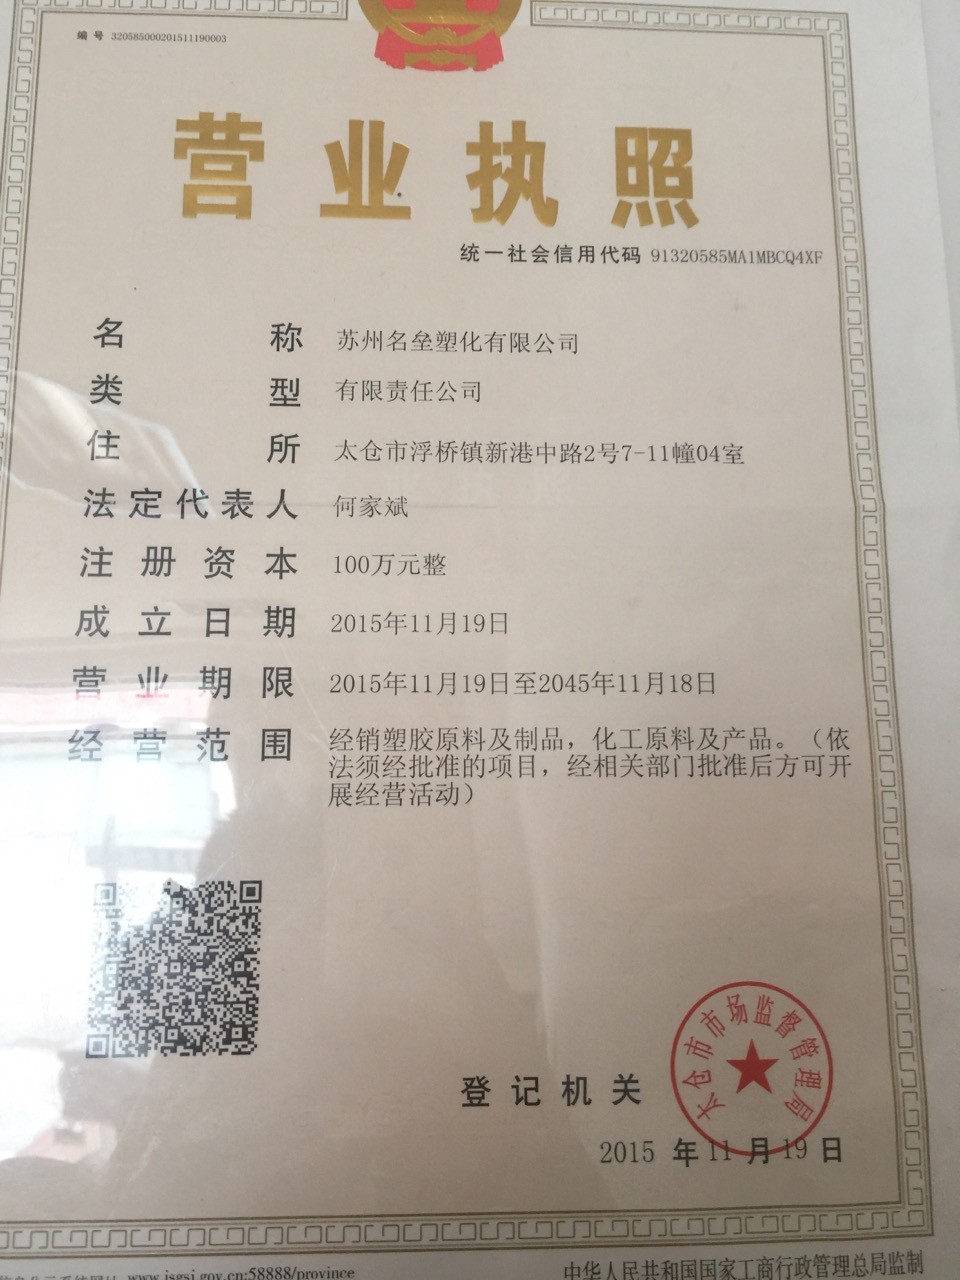 编号 320585000201511190003
营业执照
统一社会信用代码 91320585MA1MBCQ4XF
名称 苏州名垒塑化有限公司
类型 有限责任公司
住所 太仓市浮桥镇新港中路2号7-11幢04室
法定代表人 何家斌
注册资本 100万元整
成立日期 2015年11月19日
营业期限 2015年11月19日至2045年11月18日
经营范围 经销塑胶原料及制品，化工原料及产品。（依
法须经批准的项目，经相关部门批准后方可开
展经营活动）
太仓市市场监督管理局
登记机关
2015 年 11 月 19 日
www.jsgsj.gov.cn:58888/province
中华人民共和国国家工商行政管理总局监制